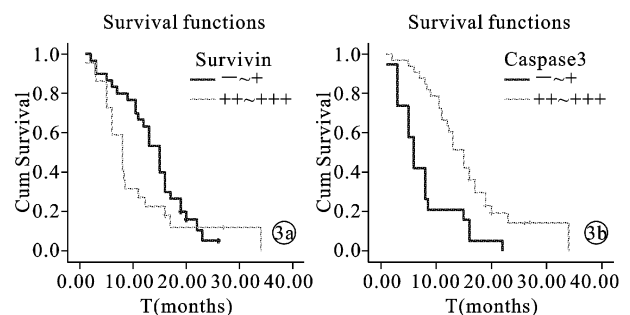 Survival functions
Survivin
—~+
++~+++
Cum Survival
1.0
0.8
0.6
0.4
0.2
0.0
3a
0.00 10.00 20.00 30.00 40.00
T(months)
Survival functions
Caspase3
—~+
++~+++
Cum Survival
1.0
0.8
0.6
0.4
0.2
0.0
3b
0.00 10.00 20.00 30.00 40.00
T(months)